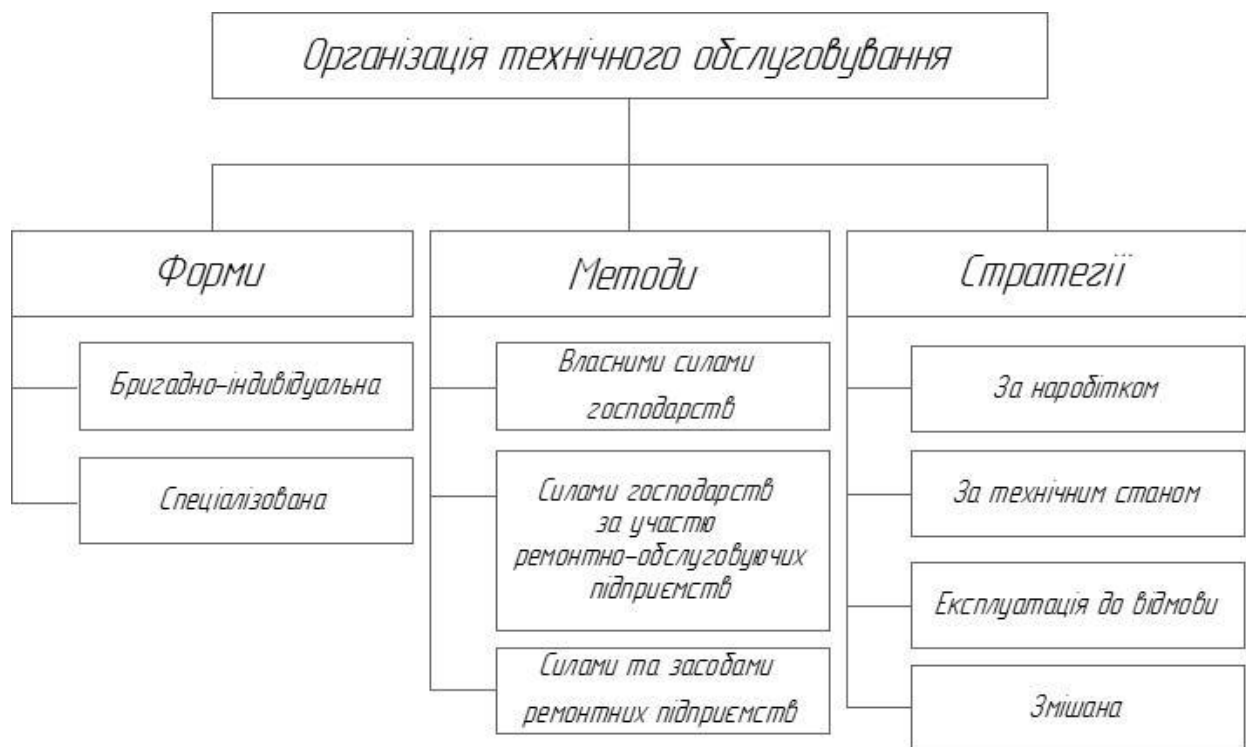 Організація технічного обслуговування
Форми
Бригадно-індивідуальна
Спеціалізована
Методи
Власними силами
господарств
Силами господарств
за участю
ремонтно-обслуговуючих
підприємств
Силами та засобами
ремонтних підприємств
Стратегії
За наробітком
За технічним станом
Експлуатація до відмови
Змішана